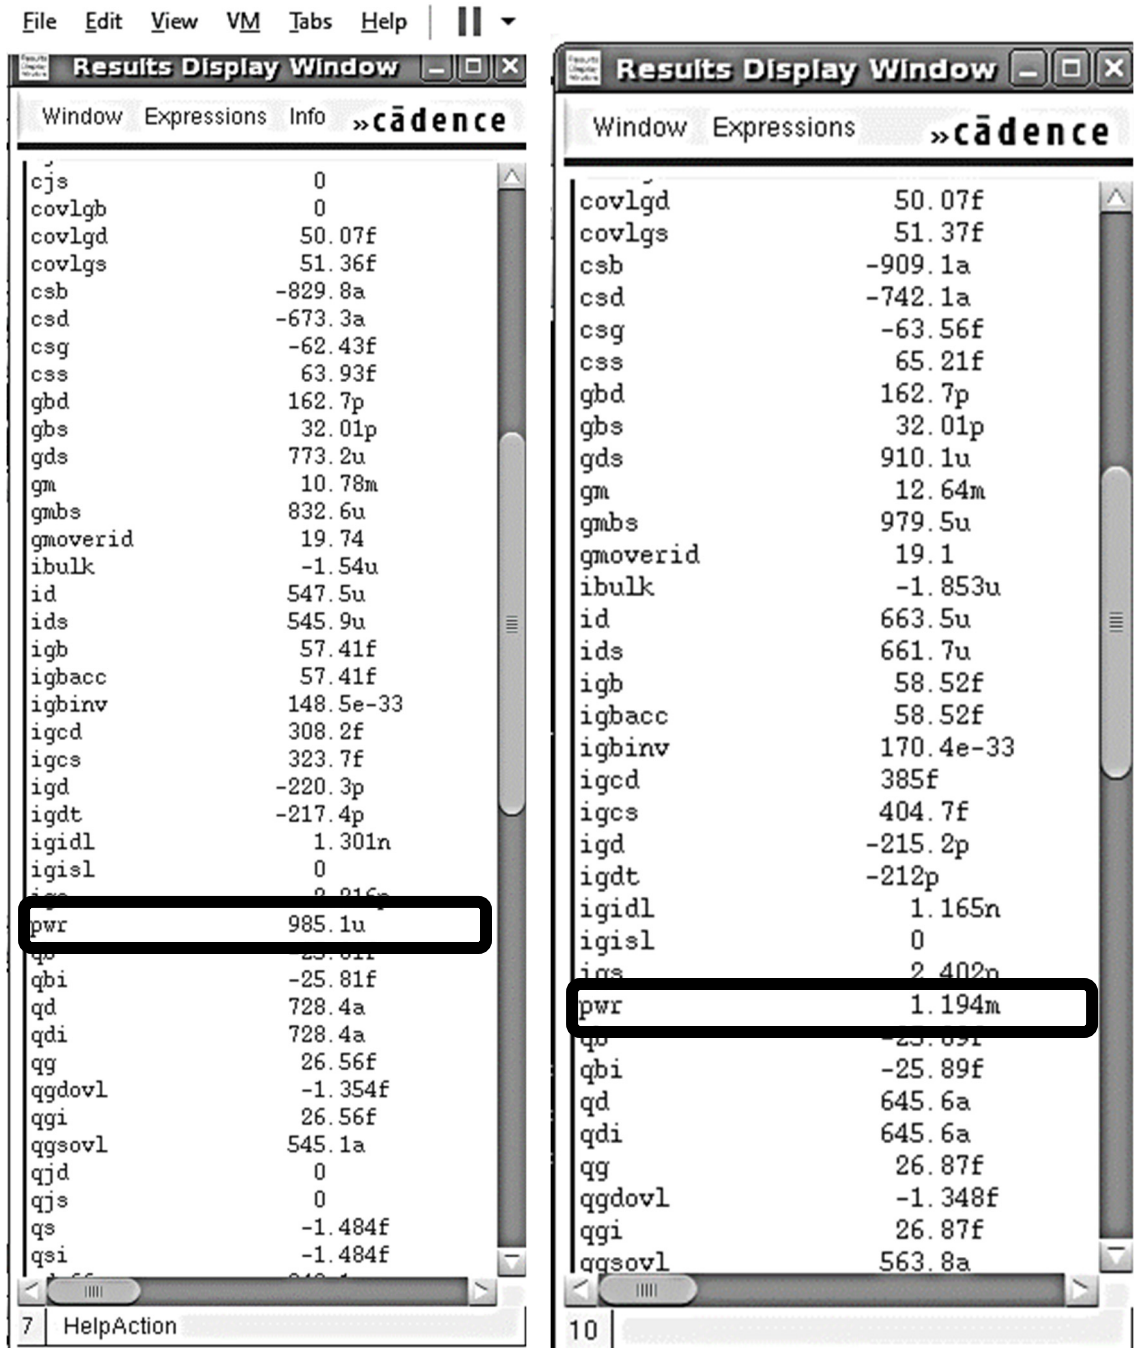 File Edit View VM Tabs Help
Results Display Window
Window Expressions Info »cādence
cjs 0
covlgb 0
covlgd 50.07f
covlgs 51.36f
csb -829.8a
csd -673.3a
csg -62.43f
css 63.93f
gbd 162.7p
gbs 32.01p
gds 773.2u
gm 10.78m
gmbs 832.6u
gmoverid 19.74
ibulk -1.54u
id 547.5u
ids 545.9u
igb 57.41f
igbacc 57.41f
igbinv 148.5e-33
igcd 308.2f
igcs 323.7f
igd -220.3p
igdt -217.4p
igidl 1.301n
igisl 0
pwr 985.1u
qbi -25.81f
qd 728.4a
qdi 728.4a
qg 26.56f
qgdovl -1.354f
qgi 26.56f
qgsovl 545.1a
qjd 0
qjs 0
qs -1.484f
qsi -1.484f
7 HelpAction
Results Display Window
Window Expressions »cādence
covlgd 50.07f
covlgs 51.37f
csb -909.1a
csd -742.1a
csg -63.56f
css 65.21f
gbd 162.7p
gbs 32.01p
gds 910.1u
gm 12.64m
gmbs 979.5u
gmoverid 19.1
ibulk -1.853u
id 663.5u
ids 661.7u
igb 58.52f
igbacc 58.52f
igbinv 170.4e-33
igcd 385f
igcs 404.7f
igd -215.2p
igdt -212p
igidl 1.165n
igisl 0
igs 2.402p
pwr 1.194m
qb -25.89f
qbi -25.89f
qd 645.6a
qdi 645.6a
qg 26.87f
qgdovl -1.348f
qgi 26.87f
qgsovl 563.8a
10